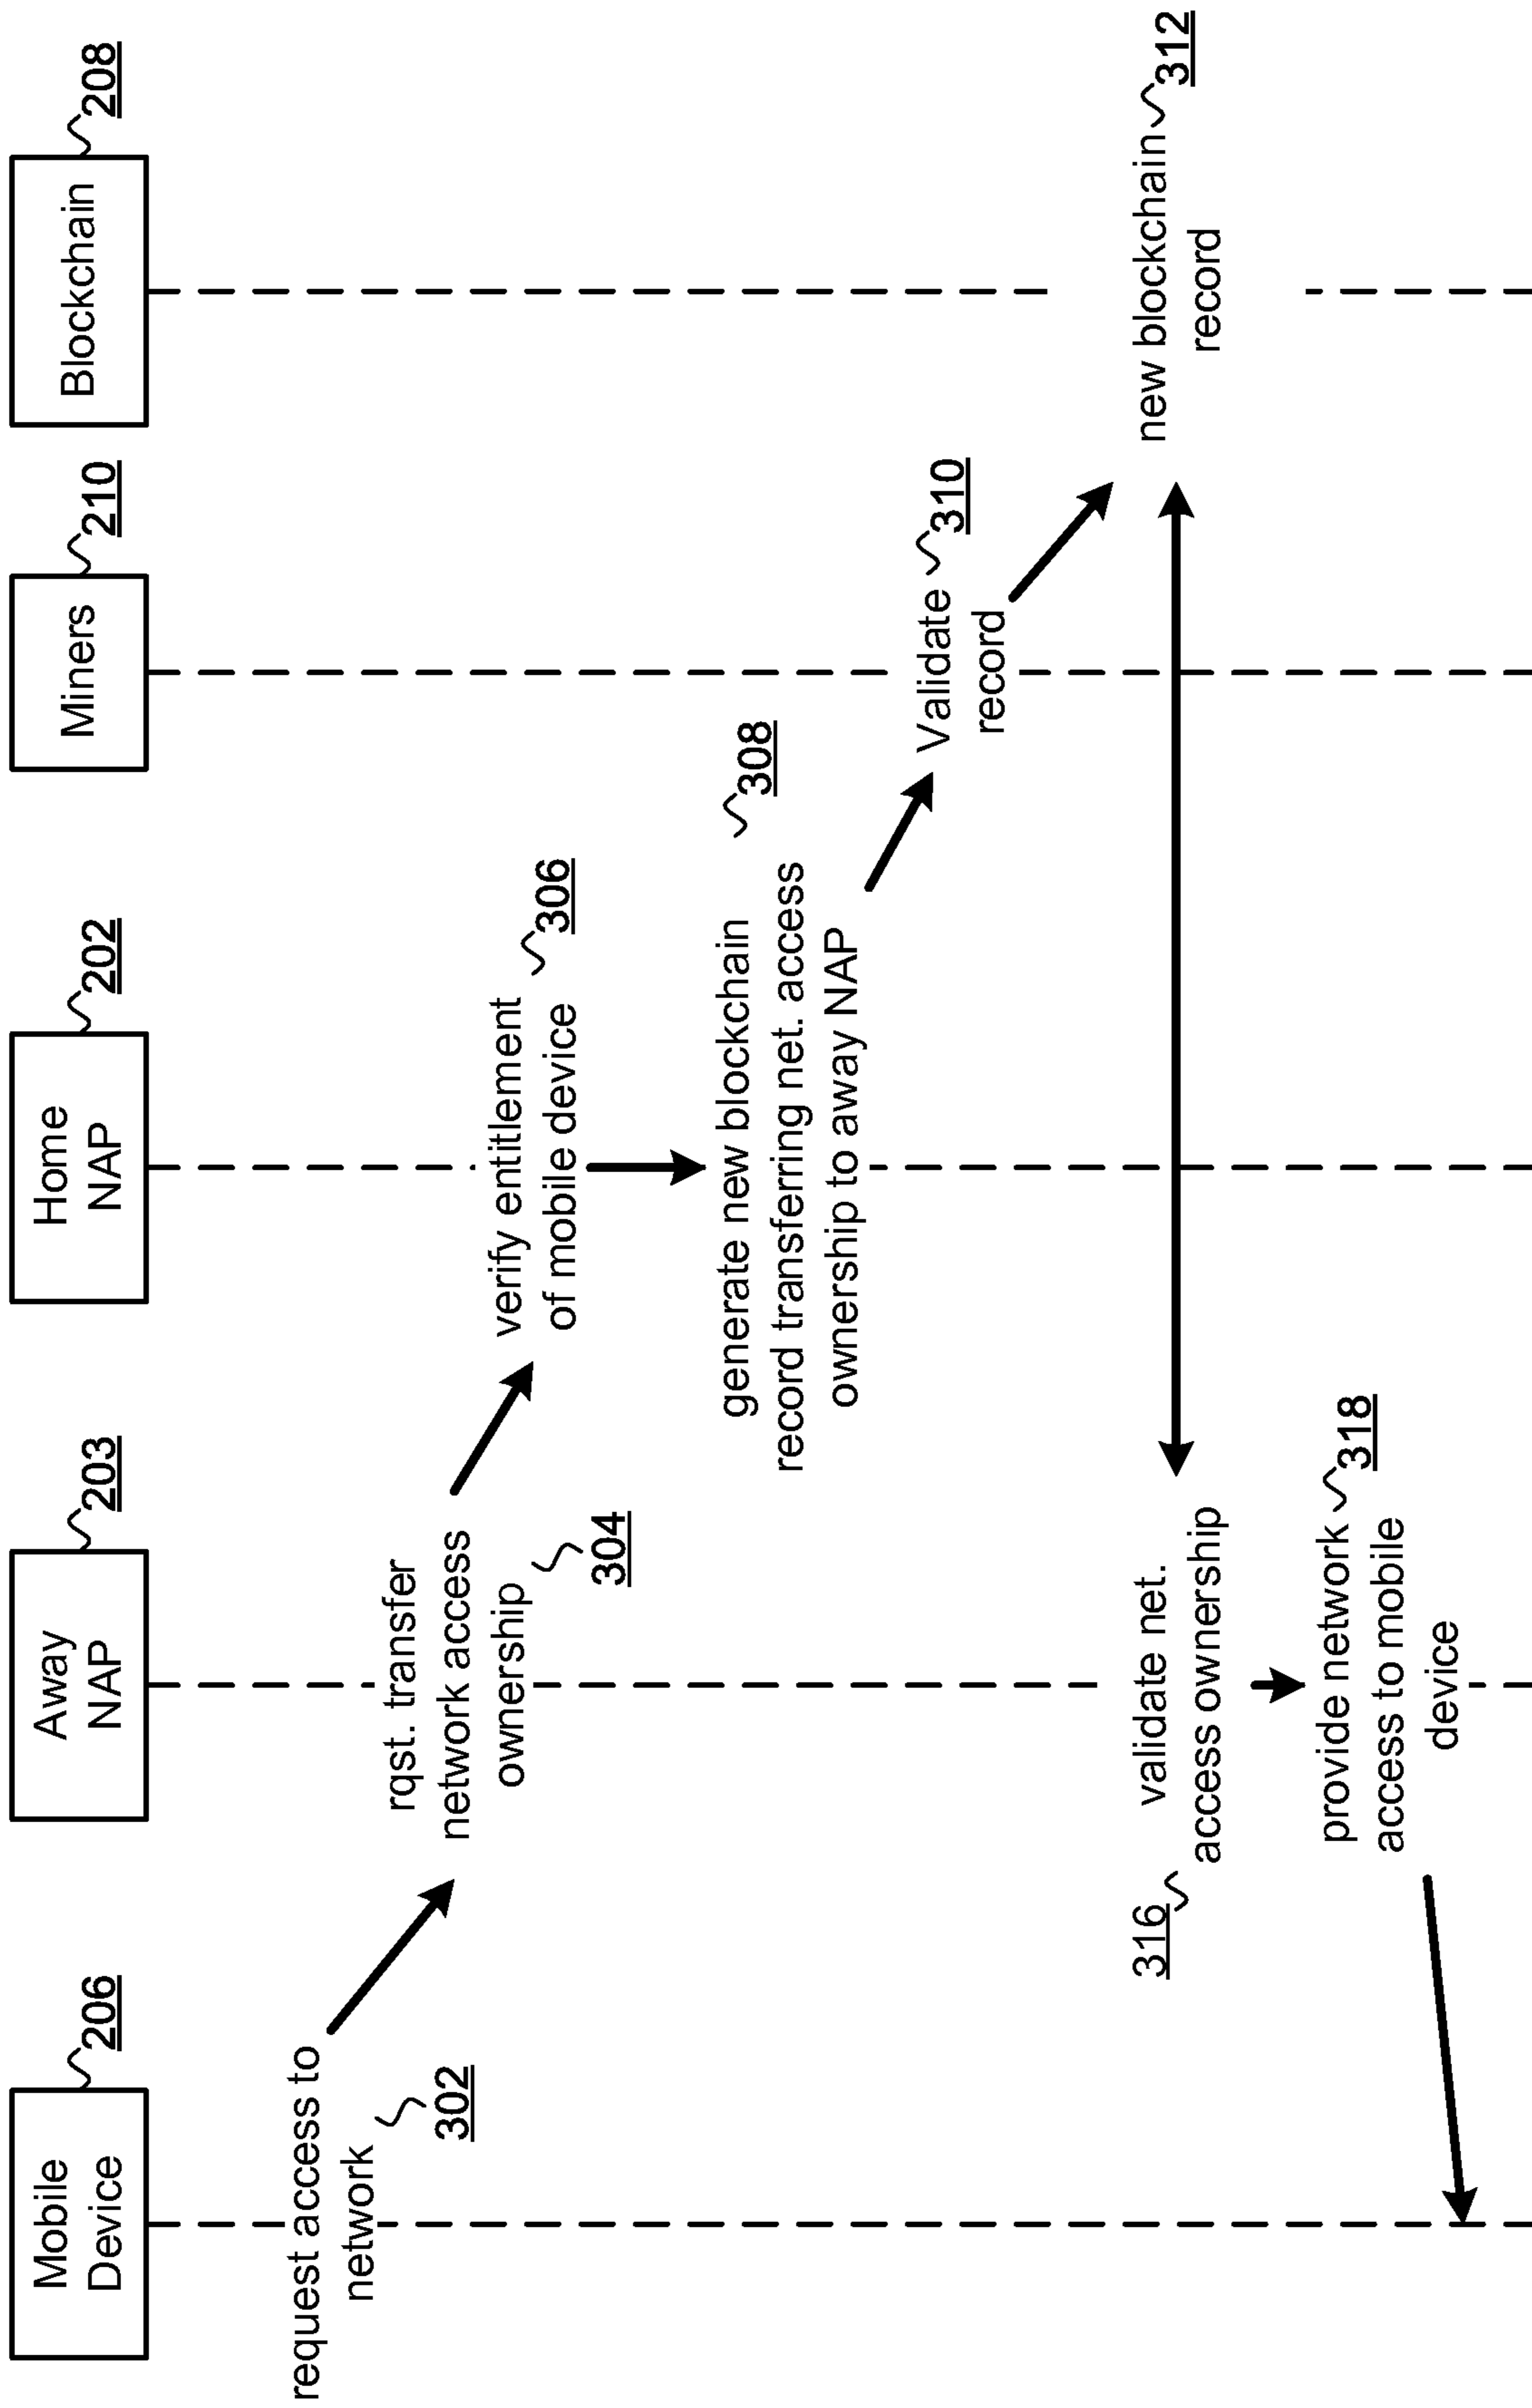 Mobile
Device
206
Away
NAP
203
Home
NAP
202
Miners
210
Blockchain
208
request access to
network
302
rqst. transfer
network access
ownership
304
verify entitlement
of mobile device
306
generate new blockchain
record transferring net. access
ownership to away NAP
308
Validate
record
310
new blockchain
record
312
validate net.
access ownership
316
provide network
access to mobile
device
318